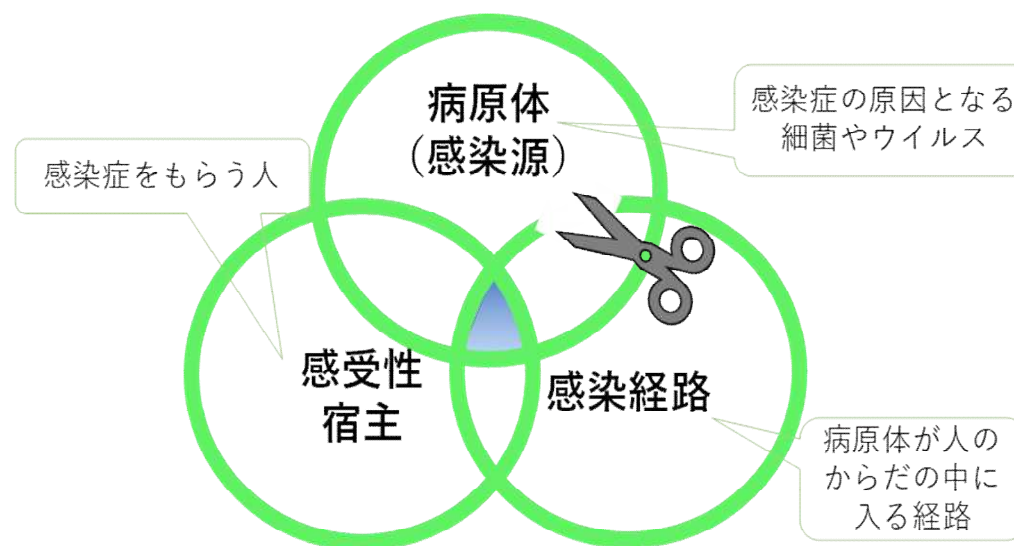 病原体
（感染源）
感染症の原因となる
細菌やウイルス
感染症をもらう人
感受性
宿主
感染経路
病原体が人の
からだの中に
入る経路